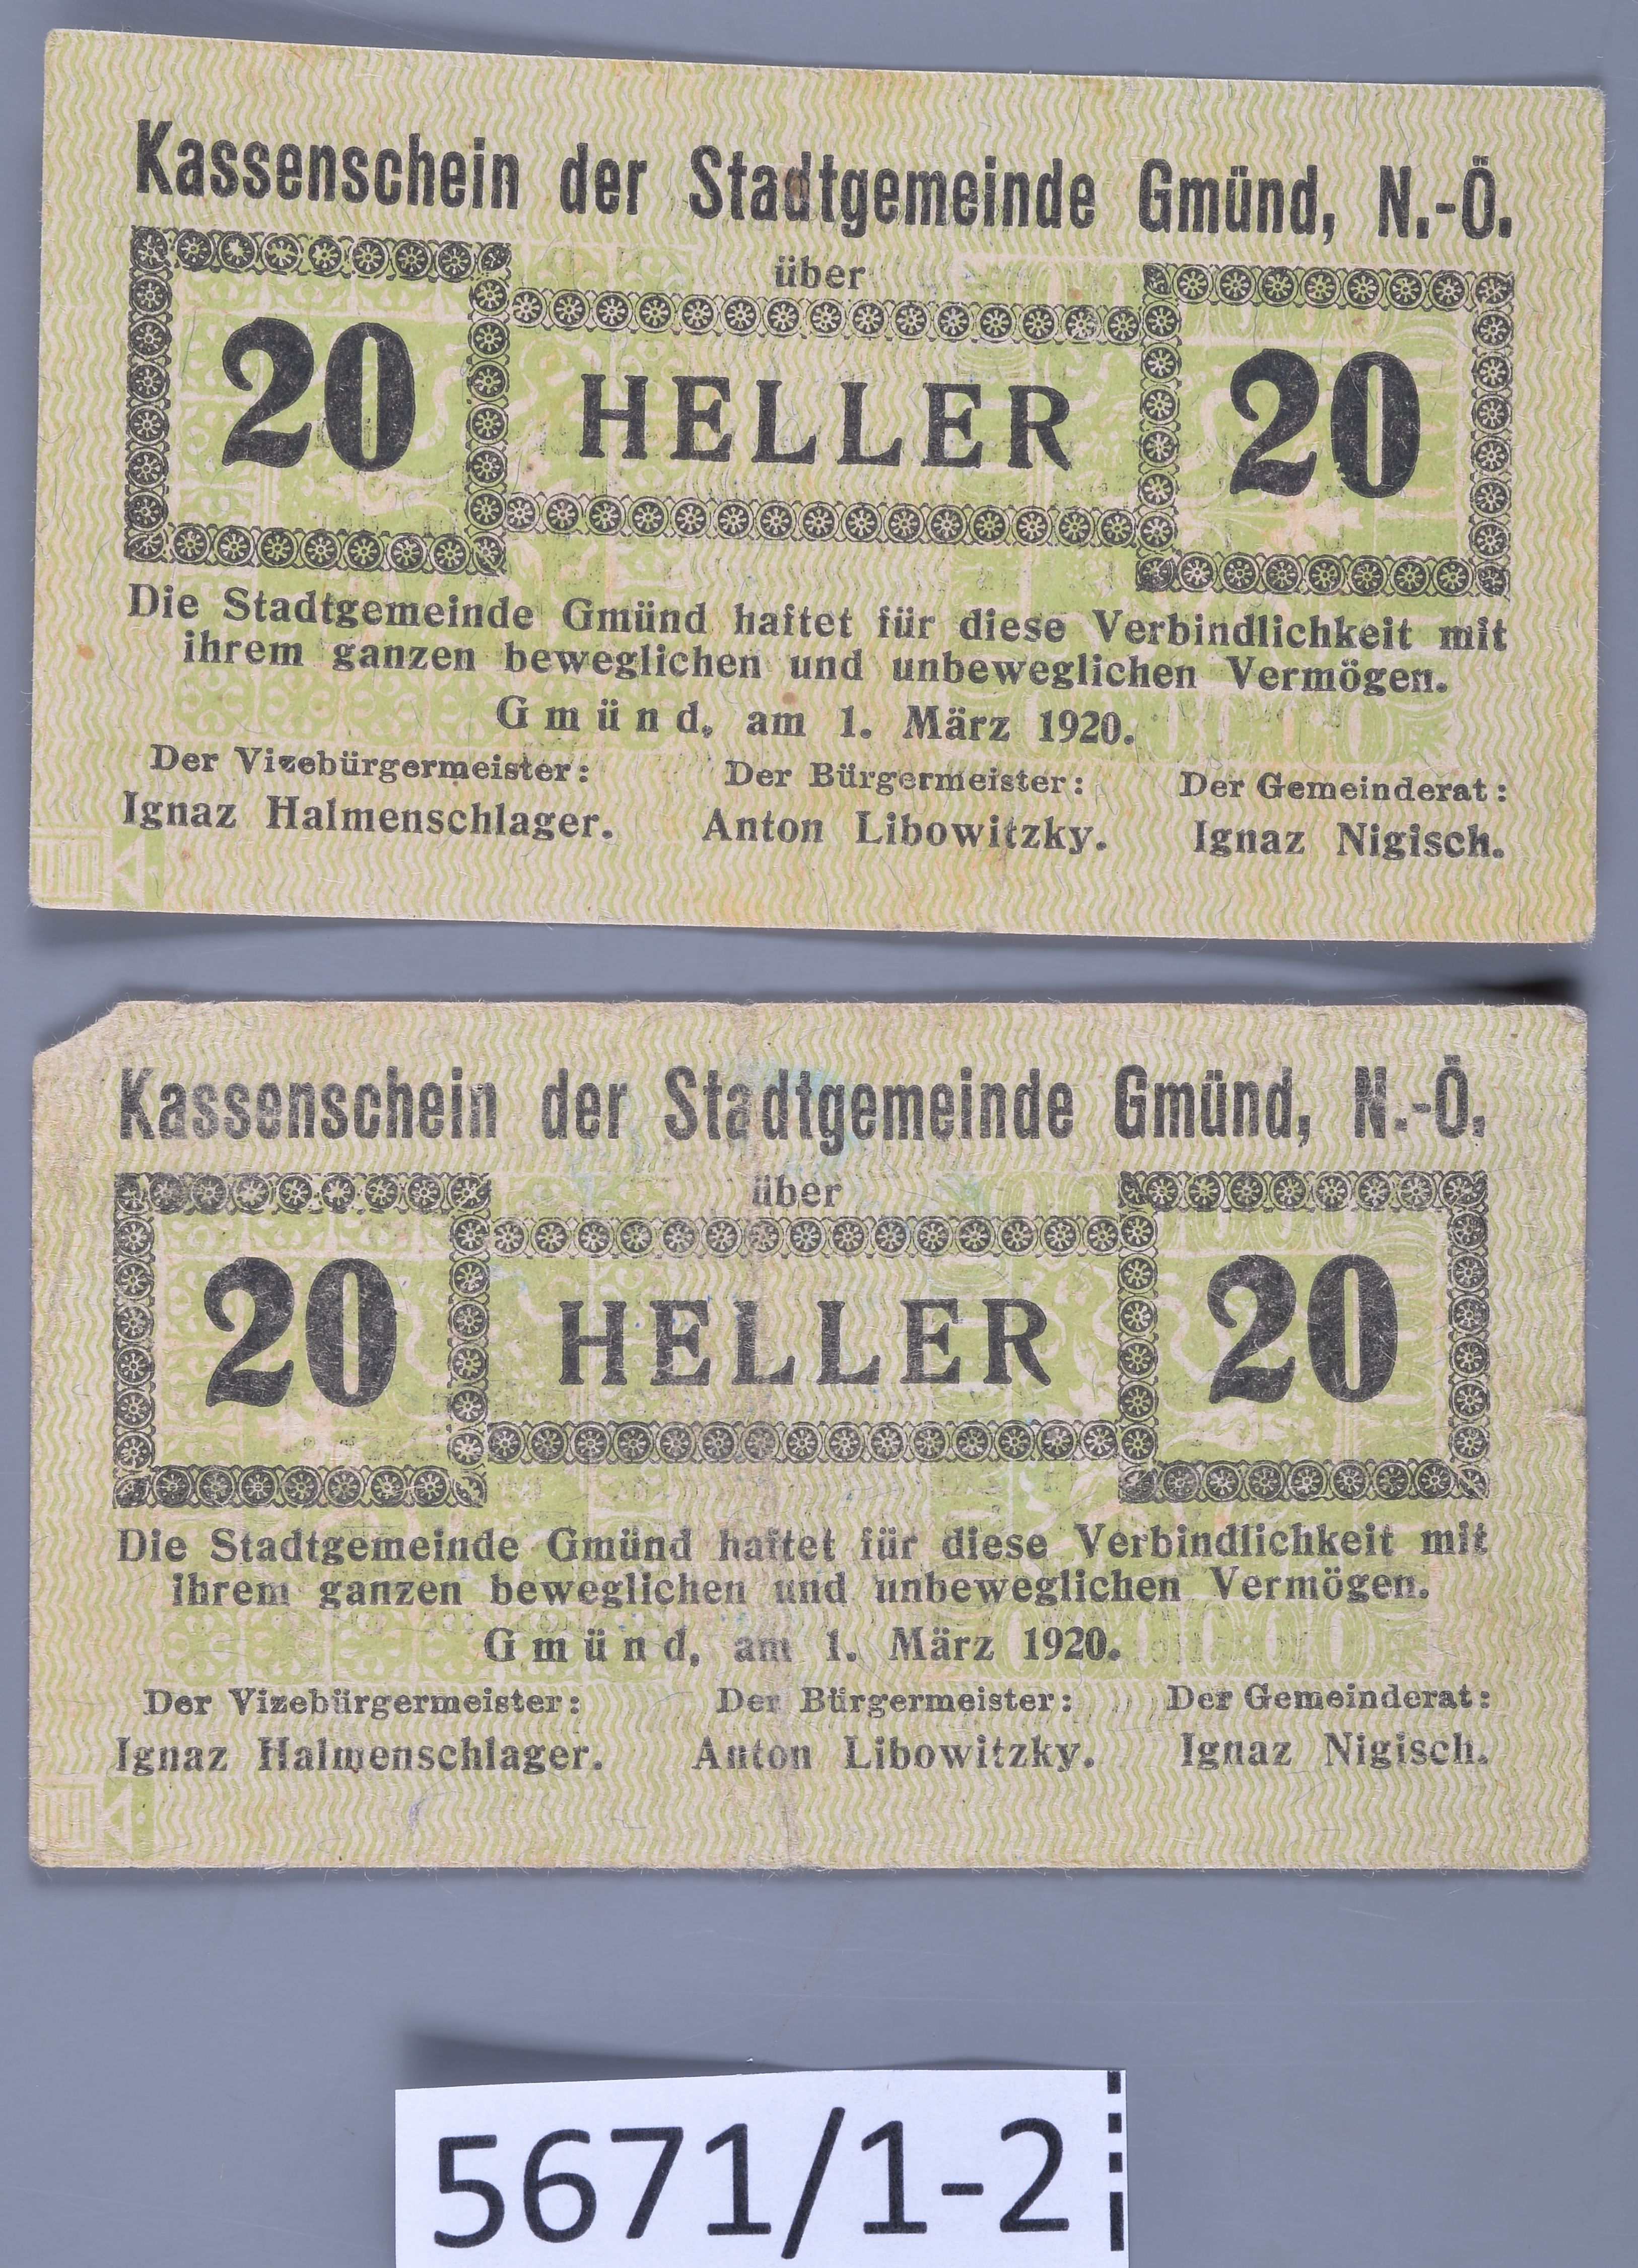 Kassenschein der Stadtgemeinde Gmünd, N.-Ö.
über
20 HELLER 20
Die Stadtgemeinde Gmünd haftet für diese Verbindlichkeit mit
ihrem ganzen beweglichen und unbeweglichen Vermögen.
Gmünd, am 1. März 1920.
Der Vizebürgermeister: Der Bürgermeister: Der Gemeinderat:
Ignaz Halmenschlager. Anton Libowitzky. Ignaz Nigisch.
Kassenschein der Stadtgemeinde Gmünd, N.-Ö.
über
20 HELLER 20
Die Stadtgemeinde Gmünd haftet für diese Verbindlichkeit mit
ihrem ganzen beweglichen und unbeweglichen Vermögen.
Gmünd, am 1. März 1920.
Der Vizebürgermeister: Der Bürgermeister: Der Gemeinderat:
Ignaz Halmenschlager. Anton Libowitzky. Ignaz Nigisch.
5671/1-2